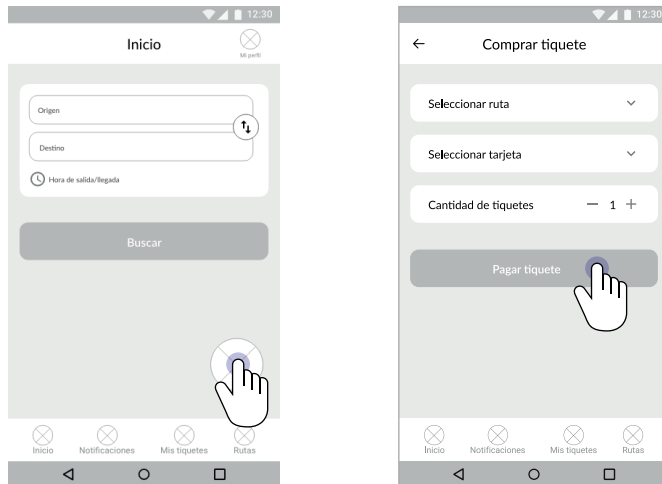 12:30
Inicio
Mi perfil
Origen
Destino
Hora de salida/llegada
Buscar
Inicio Notificaciones Mis tiquetes Rutas
12:30
Comprar tiquete
Seleccionar ruta
Seleccionar tarjeta
Cantidad de tiquetes — 1 +
Pagar tiquete
Inicio Notificaciones Mis tiquetes Rutas